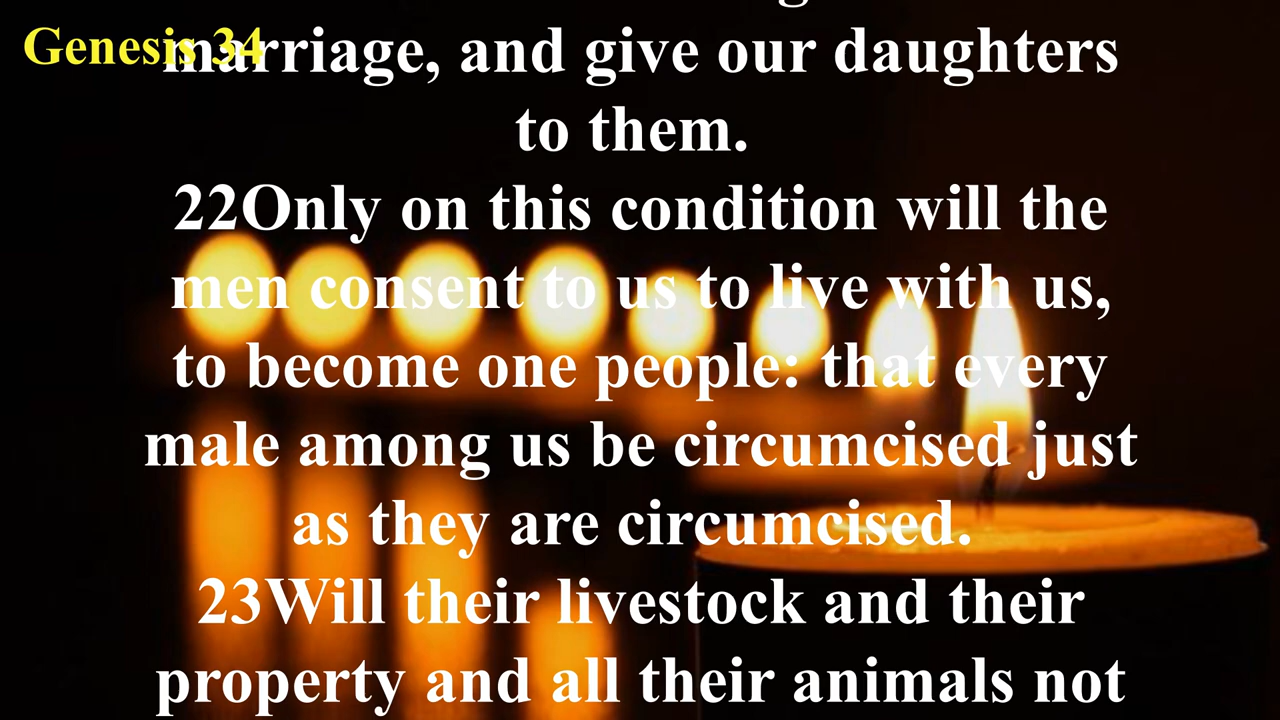 Genesis 34
marriage, and give our daughters
to them.
22Only on this condition will the
men consent to us to live with us,
to become one people: that every
male among us be circumcised just
as they are circumcised.
23Will their livestock and their
property and all their animals not